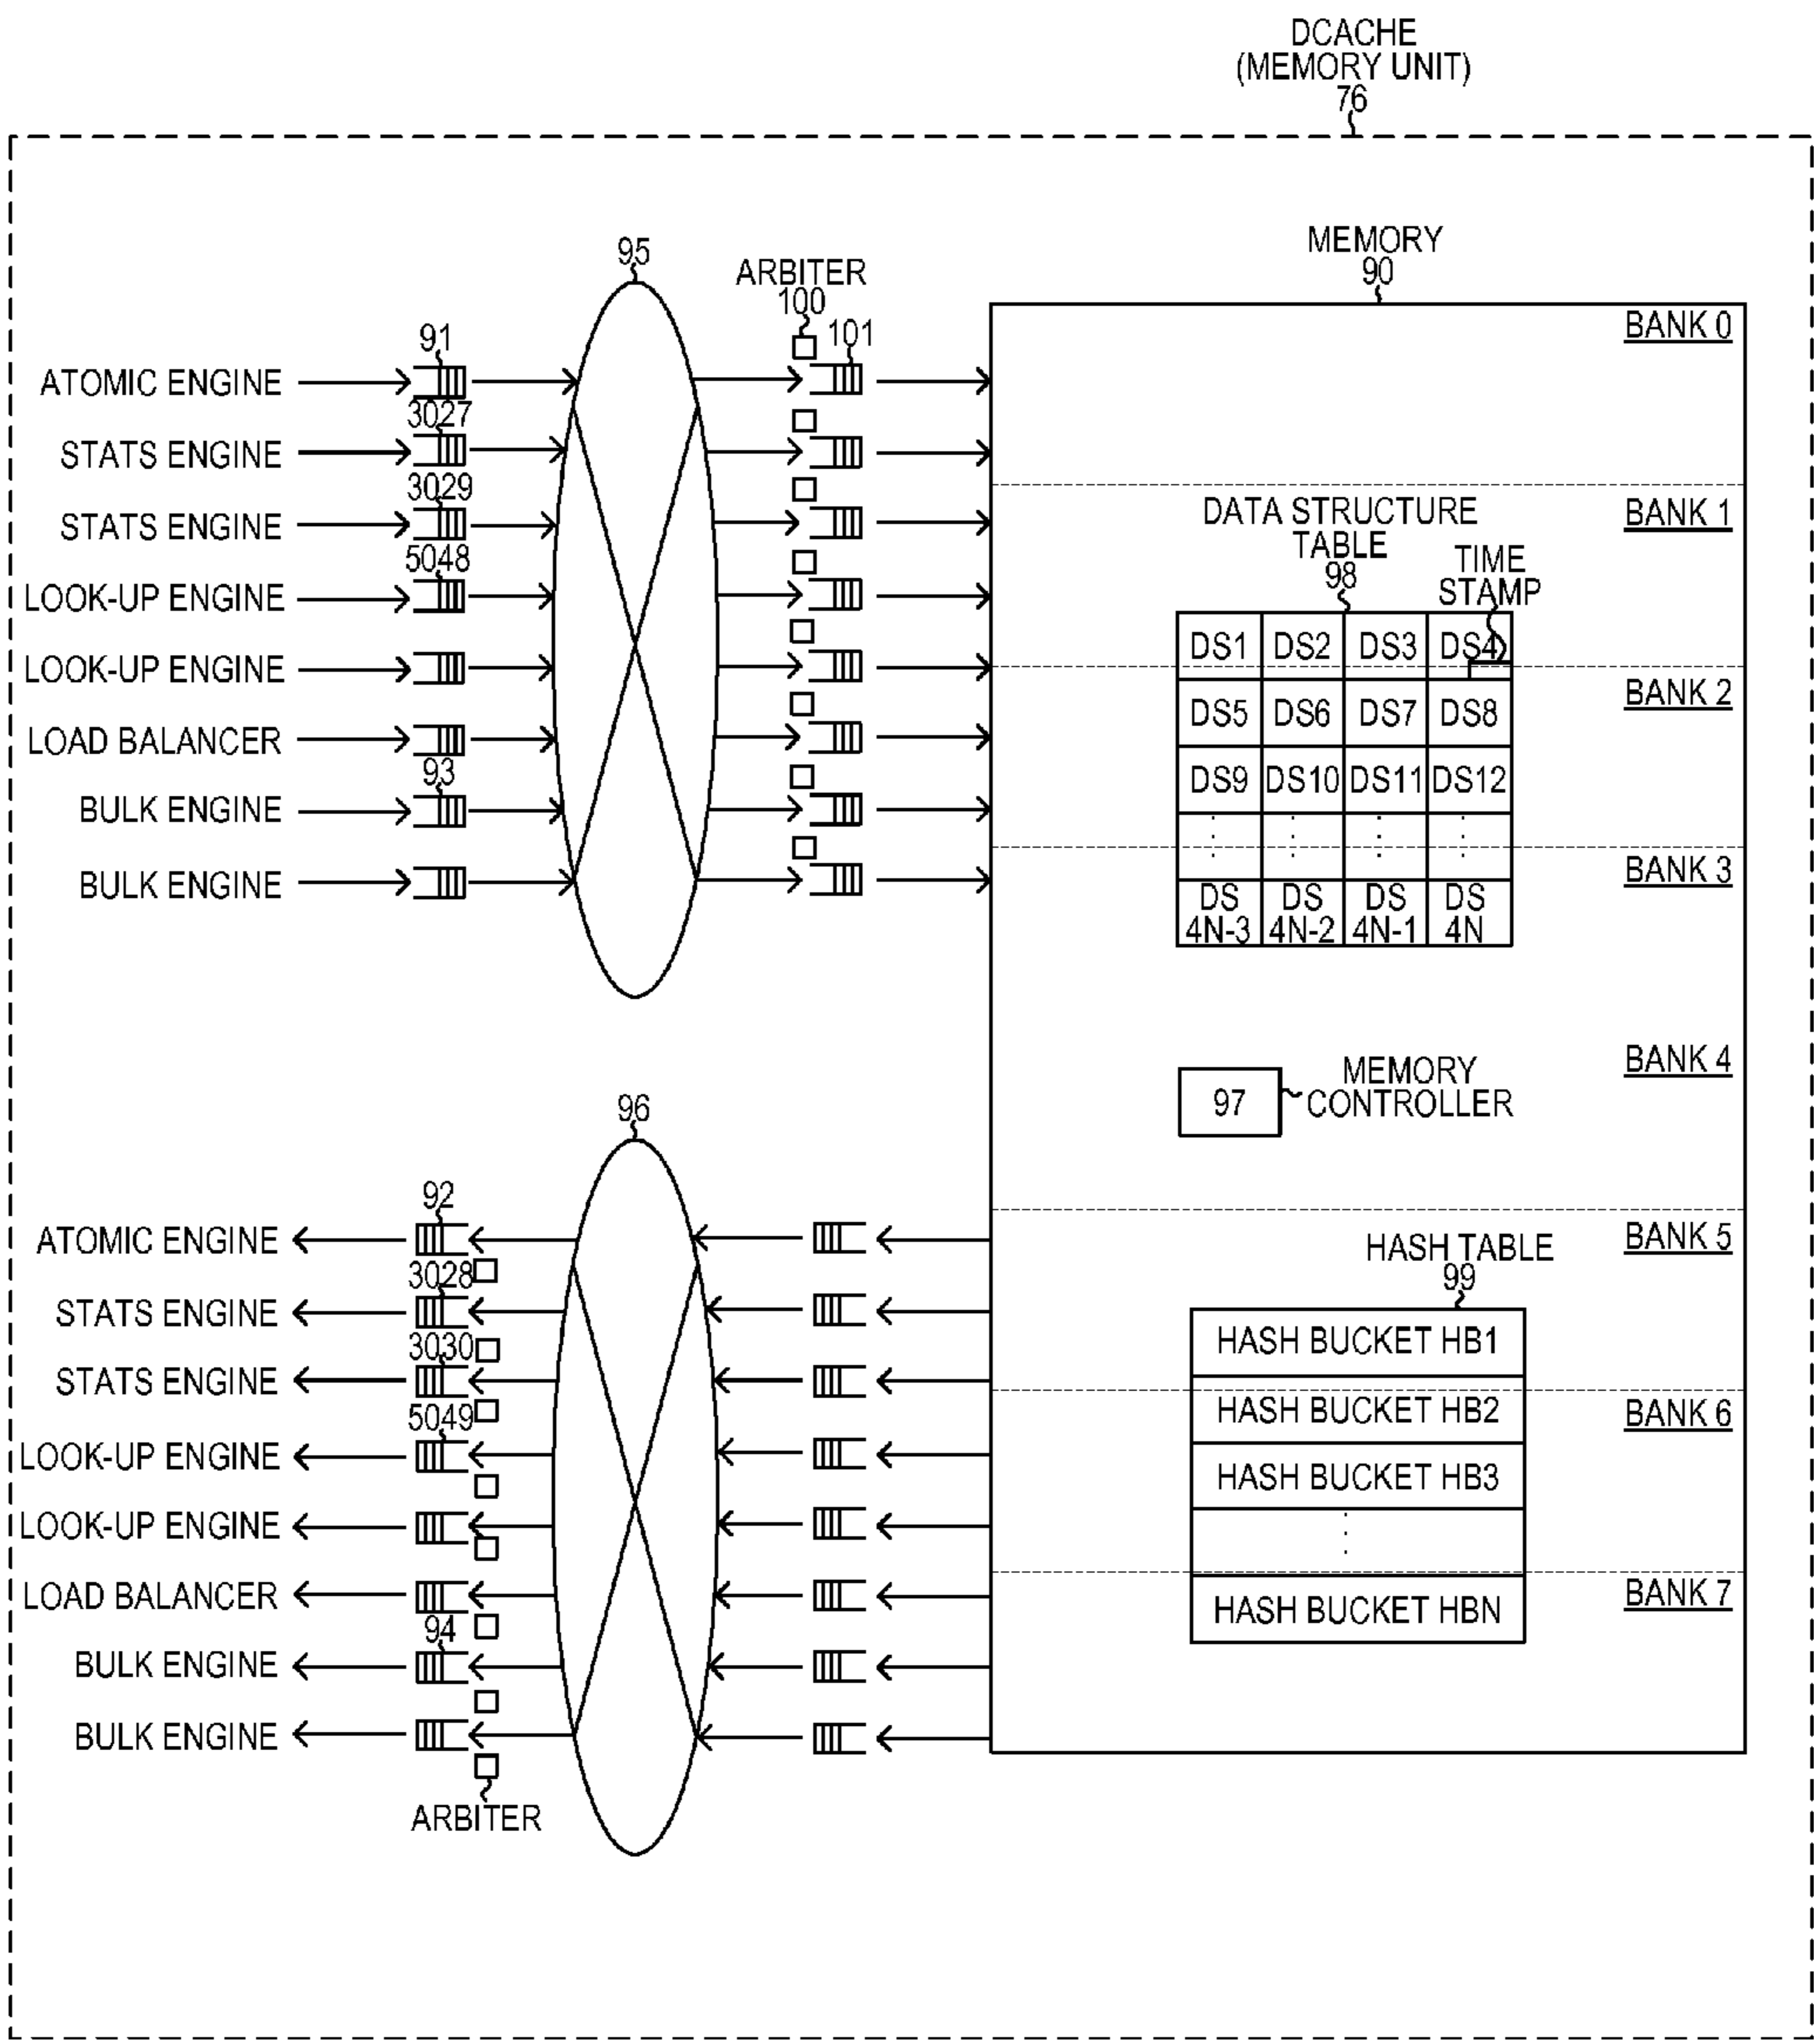 DCACHE
(MEMORY UNIT)
76
MEMORY
90
95
ARBITER
100
101
91
ATOMIC ENGINE
3027
STATS ENGINE
3029
STATS ENGINE
5048
LOOK-UP ENGINE
LOOK-UP ENGINE
LOAD BALANCER
93
BULK ENGINE
BULK ENGINE
BANK 0
BANK 1
DATA STRUCTURE
TABLE
98
TIME
STAMP
DS1 DS2 DS3 DS4
BANK 2
DS5 DS6 DS7 DS8
DS9 DS10 DS11 DS12
⋮ ⋮ ⋮ ⋮
BANK 3
DS DS DS DS
4N-3 4N-2 4N-1 4N
BANK 4
97
MEMORY
CONTROLLER
96
92
ATOMIC ENGINE
3028
STATS ENGINE
3030
STATS ENGINE
5049
LOOK-UP ENGINE
LOOK-UP ENGINE
LOAD BALANCER
94
BULK ENGINE
BULK ENGINE
ARBITER
BANK 5
HASH TABLE
99
HASH BUCKET HB1
HASH BUCKET HB2
BANK 6
HASH BUCKET HB3
⋮
BANK 7
HASH BUCKET HBN